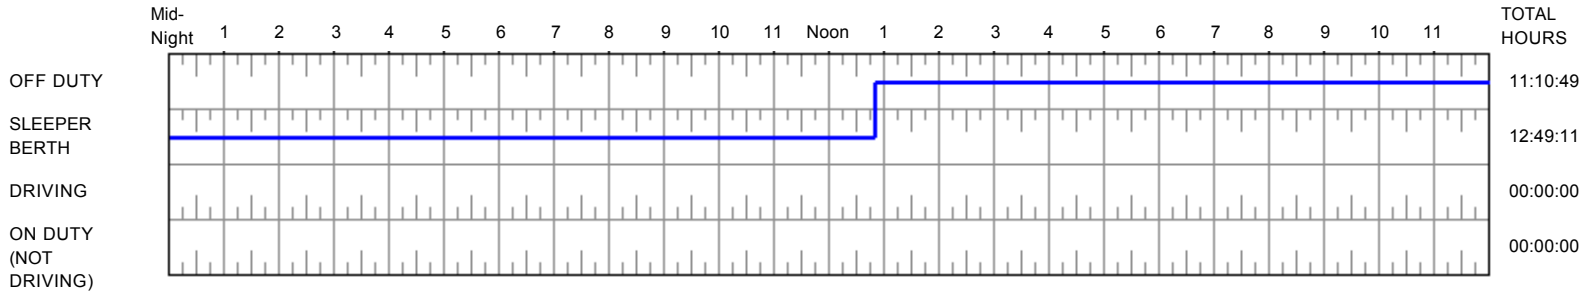 Mid-
Night 1 2 3 4 5 6 7 8 9 10 11 Noon 1 2 3 4 5 6 7 8 9 10 11
TOTAL
HOURS
OFF DUTY 11:10:49
SLEEPER
BERTH
12:49:11
DRIVING 00:00:00
ON DUTY
(NOT
DRIVING)
00:00:00